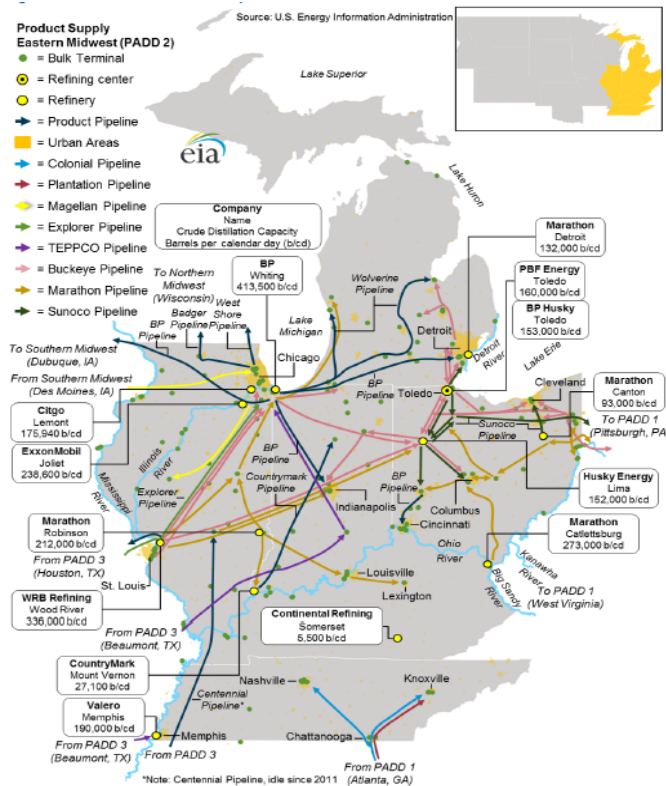 Source: U.S. Energy Information Administration
Product Supply
Eastern Midwest (PADD 2)
= Bulk Terminal
= Refining center
= Refinery
= Product Pipeline
= Urban Areas
= Colonial Pipeline
= Plantation Pipeline
= Magellan Pipeline
= Explorer Pipeline
= TEPPCO Pipeline
= Buckeye Pipeline
= Marathon Pipeline
= Sunoco Pipeline
Lake Superior
eia
Lake Huron
Company
Name
Crude Distillation Capacity
Barrels per calendar day (b/cd)
Marathon
Detroit
132,000 b/cd
BP
Whiting
413,500 b/cd
PBF Energy
Toledo
160,000 b/cd
BP Husky
Toledo
153,000 b/cd
To Northern
Midwest
(Wisconsin)
West
Shore
Pipeline
Badger
Pipeline
BP
Pipeline
Wolverine
Pipeline
Lake
Michigan
Detroit
Detroit
River
Lake Erie
To Southern Midwest
(Dubuque, IA)
Chicago
From Southern Midwest
(Des Moines, IA)
BP
Pipeline
Toledo
Cleveland
Marathon
Canton
93,000 b/cd
Citgo
Lemont
175,940 b/cd
Sunoco
Pipeline
To PADD 1
(Pittsburgh, PA
ExxonMobil
Joliet
238,600 b/cd
Illinois
River
BP
Pipeline
BP
Pipeline
Mississippi
River
Explorer
Pipeline
Countrymark
Pipeline
Husky Energy
Lima
152,000 b/cd
Indianapolis
Columbus
Cincinnati
Marathon
Robinson
212,000 b/cd
Marathon
Catlettsburg
273,000 b/cd
Ohio
River
Kanawha
River
From PADD 3
(Houston, TX)
St. Louis
Louisville
Lexington
Big Sandy
River
To PADD 1
(West Virginia)
WRB Refining
Wood River
336,000 b/cd
Continental Refining
Somerset
5,500 b/cd
From PADD 3
(Beaumont, TX)
CountryMark
Mount Vernon
27,100 b/cd
Nashville
Knoxville
Centennial
Pipeline*
Valero
Memphis
190,000 b/cd
Memphis
Chattanooga
From PADD 3
(Beaumont, TX)
From PADD 3
From PADD 1
(Atlanta, GA)
*Note: Centennial Pipeline, idle since 2011